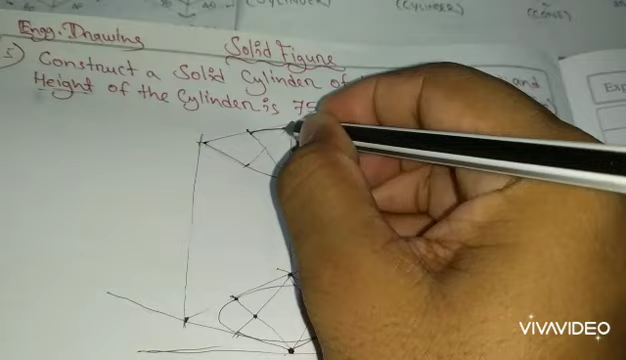 (CYLINDER)
(CYLINDER)
(CONE)
Engg. Drawing
Solid Figure
5) Construct a Solid Cylinder of and
Height of the Cylinder is 75
Exp
VIVAVIDEO